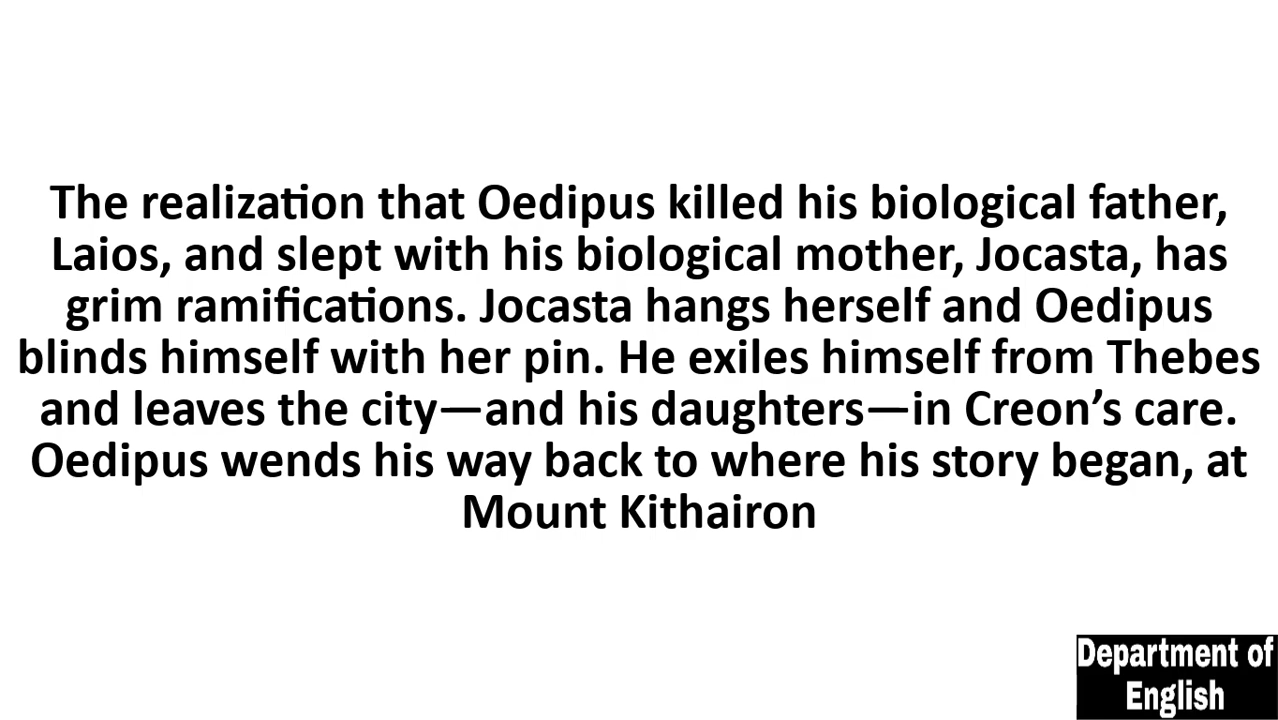 The realization that Oedipus killed his biological father,
Laios, and slept with his biological mother, Jocasta, has
grim ramifications. Jocasta hangs herself and Oedipus
blinds himself with her pin. He exiles himself from Thebes
and leaves the city—and his daughters—in Creon’s care.
Oedipus wends his way back to where his story began, at
Mount Kithairon
Department of
English